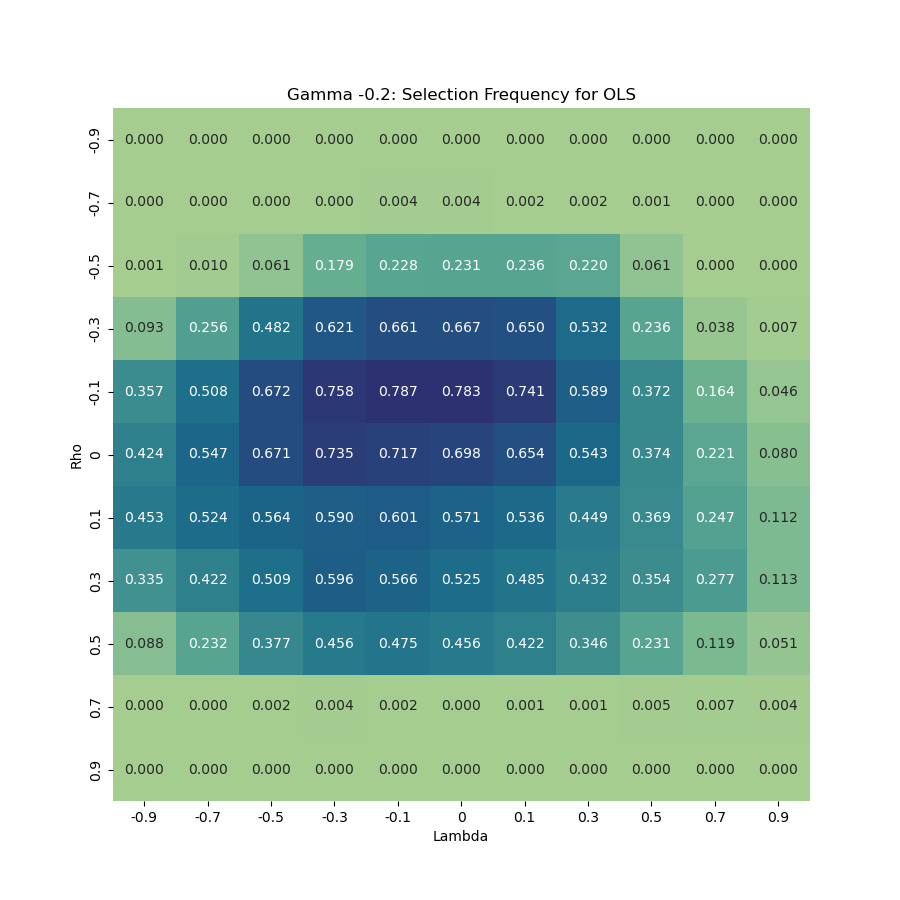 Gamma -0.2: Selection Frequency for OLS
-0.9 0.000 0.000 0.000 0.000 0.000 0.000 0.000 0.000 0.000 0.000 0.000
-0.7 0.000 0.000 0.000 0.000 0.004 0.004 0.002 0.002 0.001 0.000 0.000
-0.5 0.001 0.010 0.061 0.179 0.228 0.231 0.236 0.220 0.061 0.000 0.000
-0.3 0.093 0.256 0.482 0.621 0.661 0.667 0.650 0.532 0.236 0.038 0.007
-0.1 0.357 0.508 0.672 0.758 0.787 0.783 0.741 0.589 0.372 0.164 0.046
Rho
0 0.424 0.547 0.671 0.735 0.717 0.698 0.654 0.543 0.374 0.221 0.080
0.1 0.453 0.524 0.564 0.590 0.601 0.571 0.536 0.449 0.369 0.247 0.112
0.3 0.335 0.422 0.509 0.596 0.566 0.525 0.485 0.432 0.354 0.277 0.113
0.5 0.088 0.232 0.377 0.456 0.475 0.456 0.422 0.346 0.231 0.119 0.051
0.7 0.000 0.000 0.002 0.004 0.002 0.000 0.001 0.001 0.005 0.007 0.004
0.9 0.000 0.000 0.000 0.000 0.000 0.000 0.000 0.000 0.000 0.000 0.000
-0.9 -0.7 -0.5 -0.3 -0.1 0 0.1 0.3 0.5 0.7 0.9
Lambda